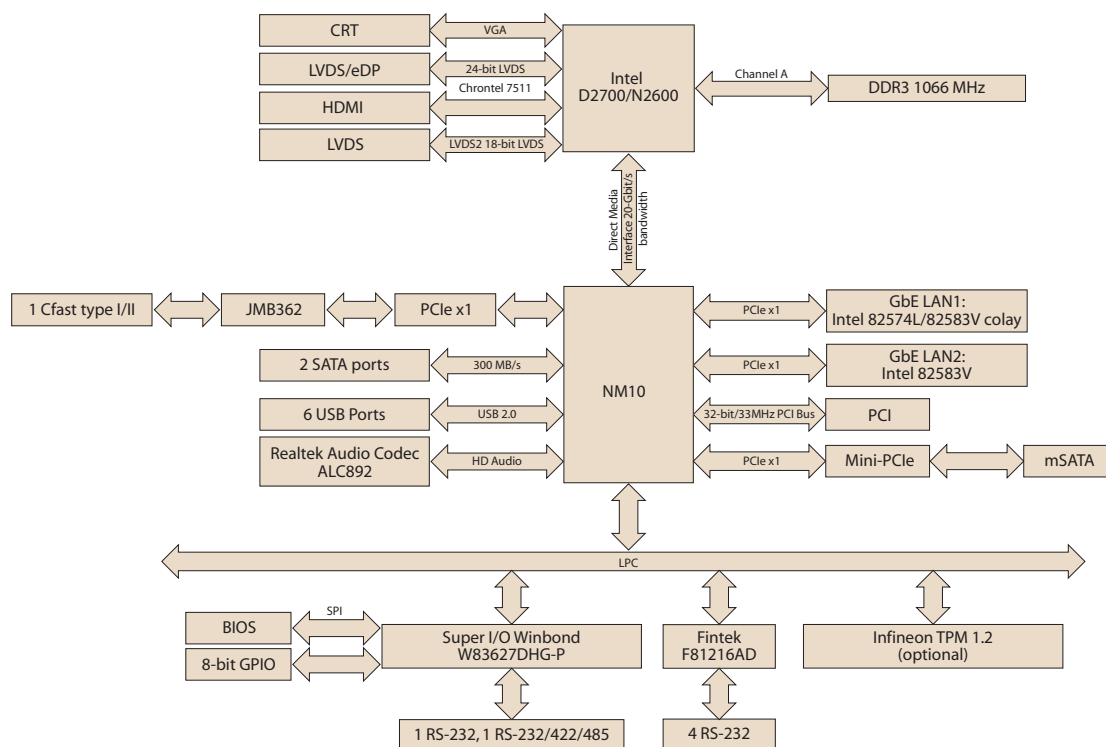 CRT
VGA
LVDS/eDP
24-bit LVDS
Chrontel 7511
HDMI
LVDS
LVDS2 18-bit LVDS
Intel
D2700/N2600
Channel A
DDR3 1066 MHz
Direct Media
Interface 20-Gbit/s
bandwidth
1 Cfast type I/II
JMB362
PCIe x1
2 SATA ports
300 MB/s
6 USB Ports
USB 2.0
Realtek Audio Codec
ALC892
HD Audio
NM10
PCIe x1
GbE LAN1:
Intel 82574L/82583V colay
PCIe x1
GbE LAN2:
Intel 82583V
32-bit/33MHz PCI Bus
PCI
PCIe x1
Mini-PCIe
mSATA
LPC
BIOS
SPI
8-bit GPIO
Super I/O Winbond
W83627DHG-P
Fintek
F81216AD
Infineon TPM 1.2
(optional)
1 RS-232, 1 RS-232/422/485
4 RS-232